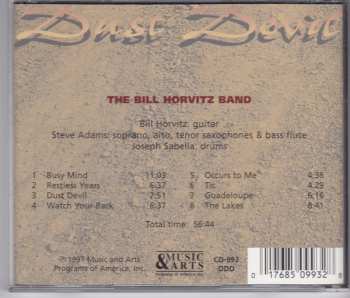 Dust Devil
THE BILL HORVITZ BAND
Bill Horvitz: guitar
Steve Adams: soprano, alto, tenor saxophones & bass flute
Joseph Sabella: drums
1 Busy Mind 11:03
2 Restless Years 6:37
3 Dust Devil 7:51
4 Watch Your Back 6:37
5 Occurs to Me 4:36
6 Tic 4:29
7 Guadeloupe 6:16
8 The Lakes 8:41
Total time: 56:44
℗ 1997 Music and Arts
Programs of America, Inc.
MUSIC
& ARTS
CD-992
DDD
0 17685 09932